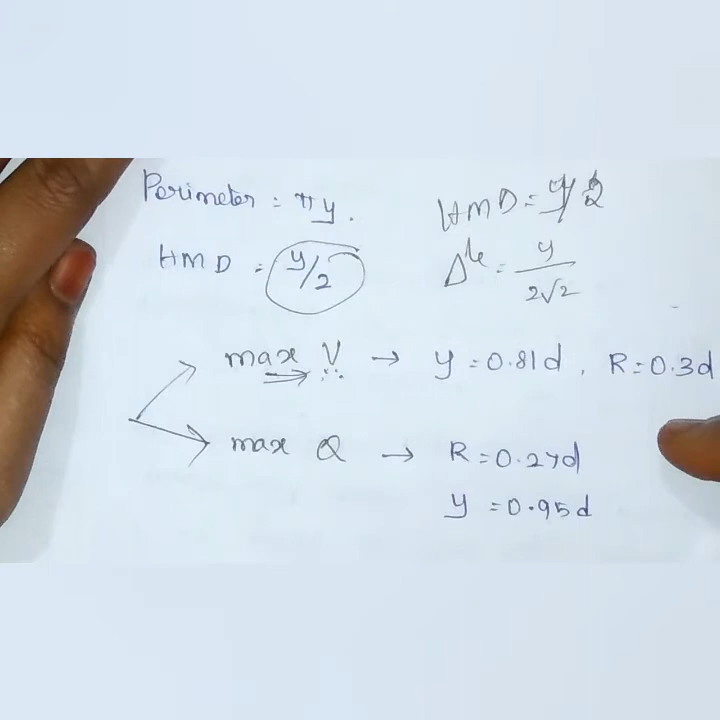 Perimeter = πy.
HMD = y/2
HMD = y/2
Δle = y/2√2
max V → y = 0.81d, R = 0.3d
max Q → R = 0.27d
y = 0.95d